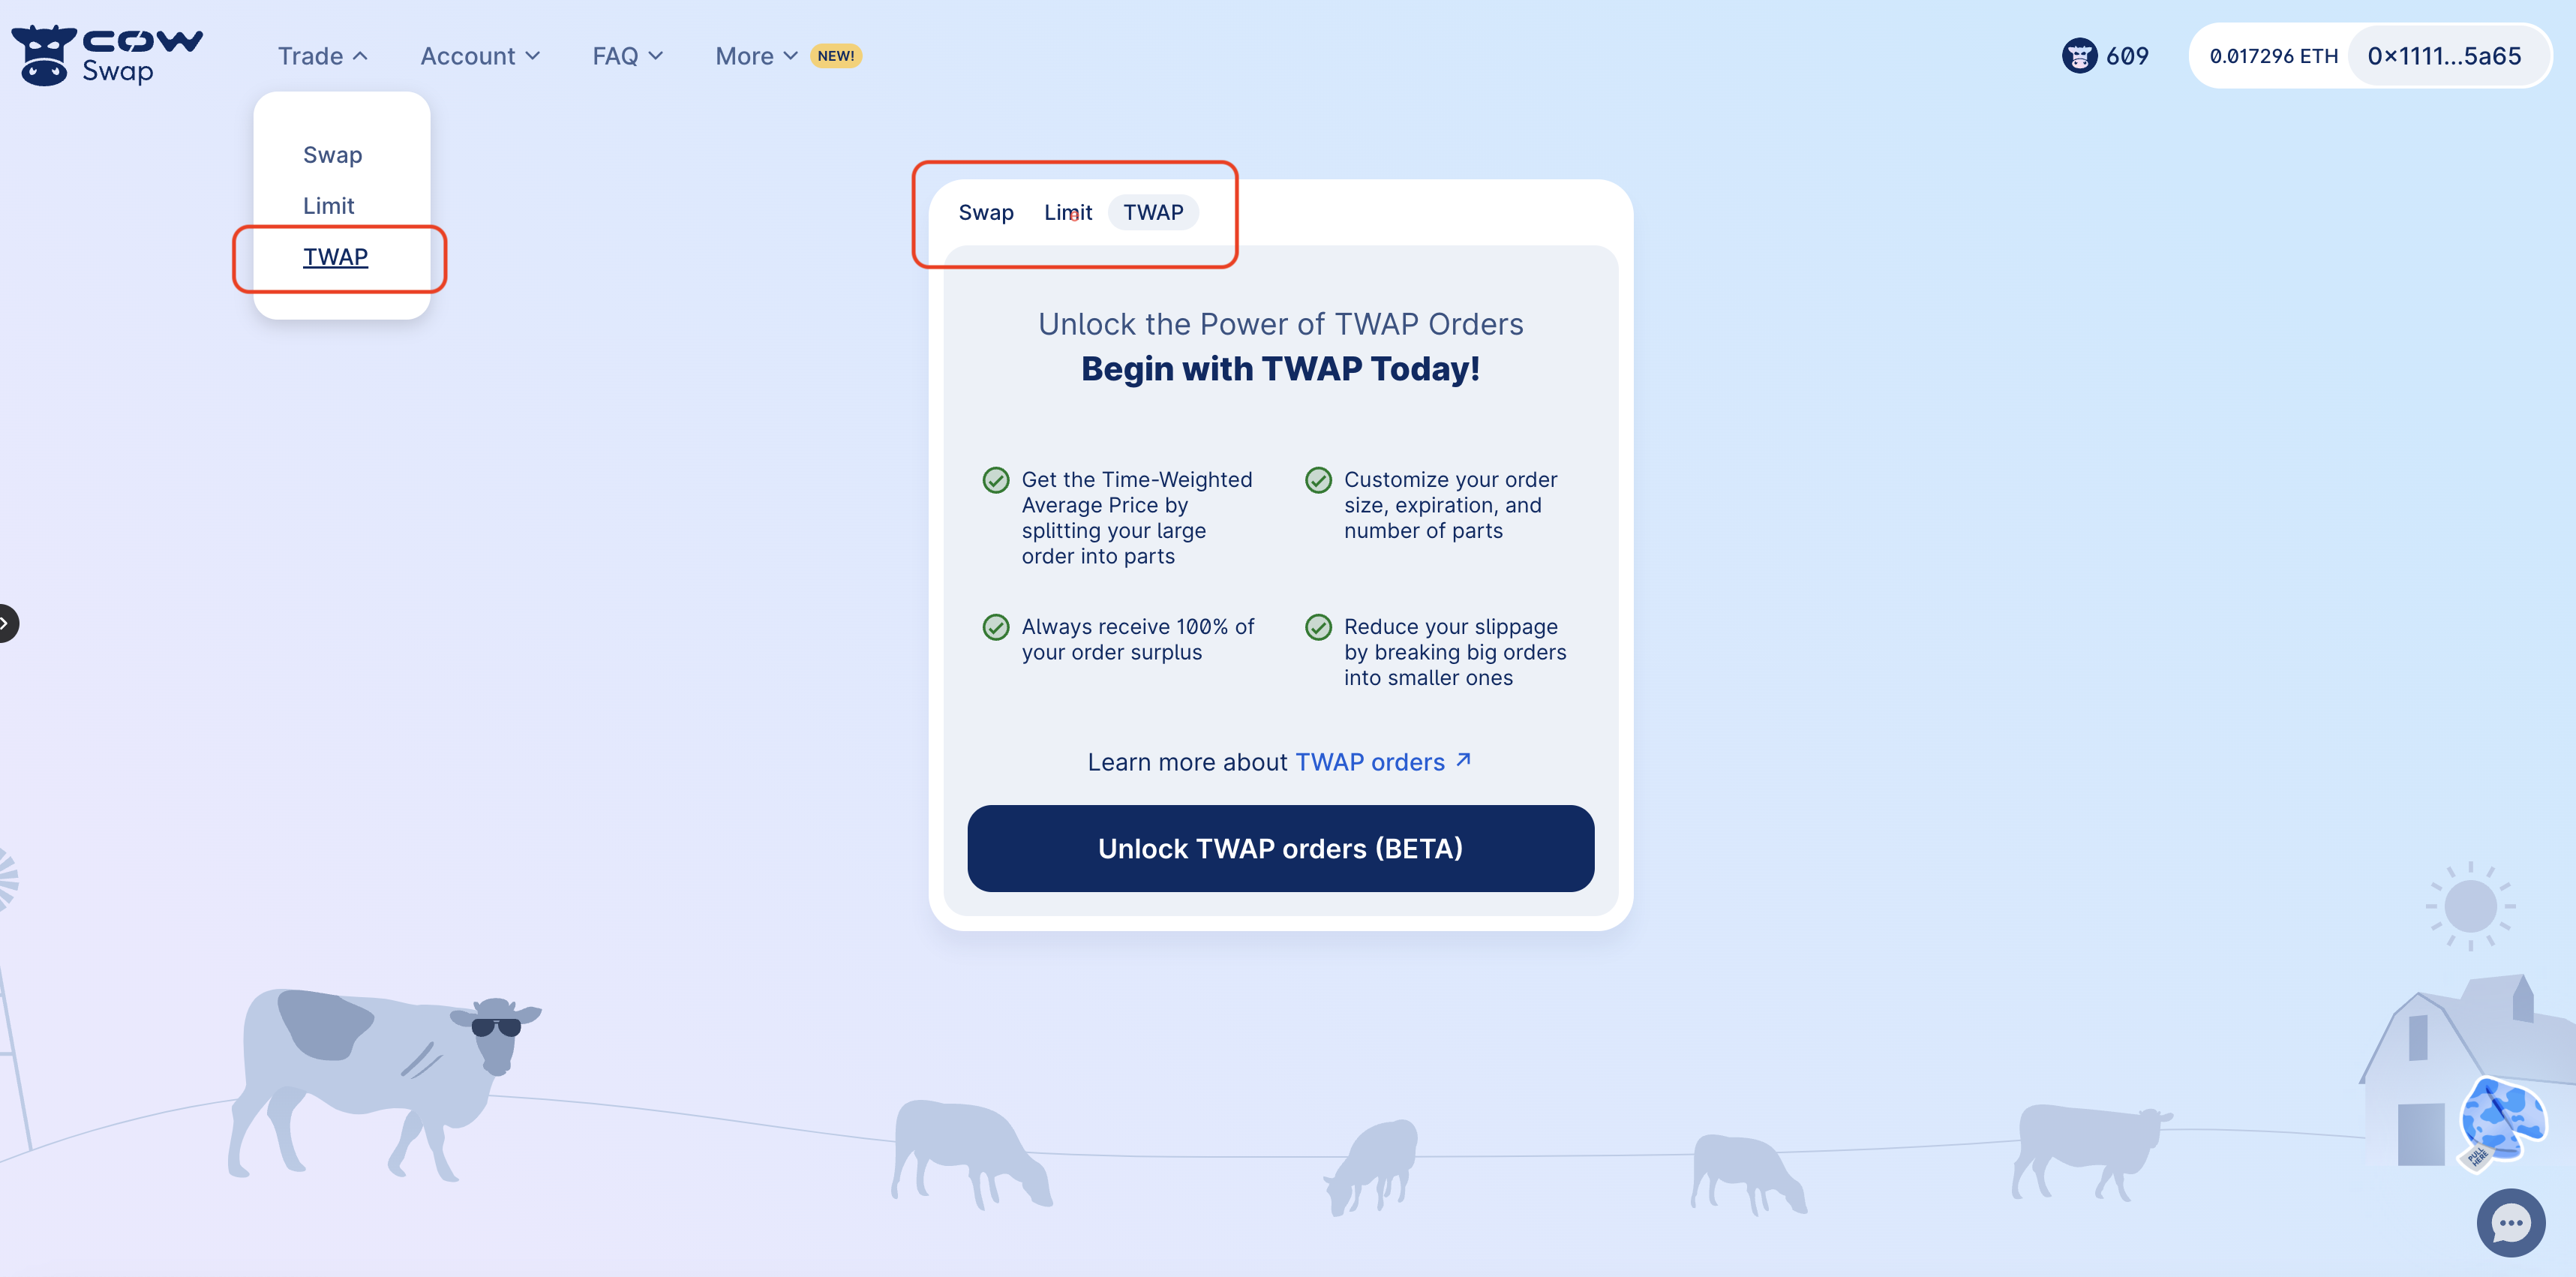 COW
Swap
Trade
Account
FAQ
More
NEW!
609
0.017296 ETH
0x1111...5a65
Swap
Limit
TWAP
Swap
Limit
TWAP
Unlock the Power of TWAP Orders
Begin with TWAP Today!
Get the Time-Weighted
Average Price by
splitting your large
order into parts
Customize your order
size, expiration, and
number of parts
Always receive 100% of
your order surplus
Reduce your slippage
by breaking big orders
into smaller ones
Learn more about TWAP orders ↗
Unlock TWAP orders (BETA)
PULL
HERE